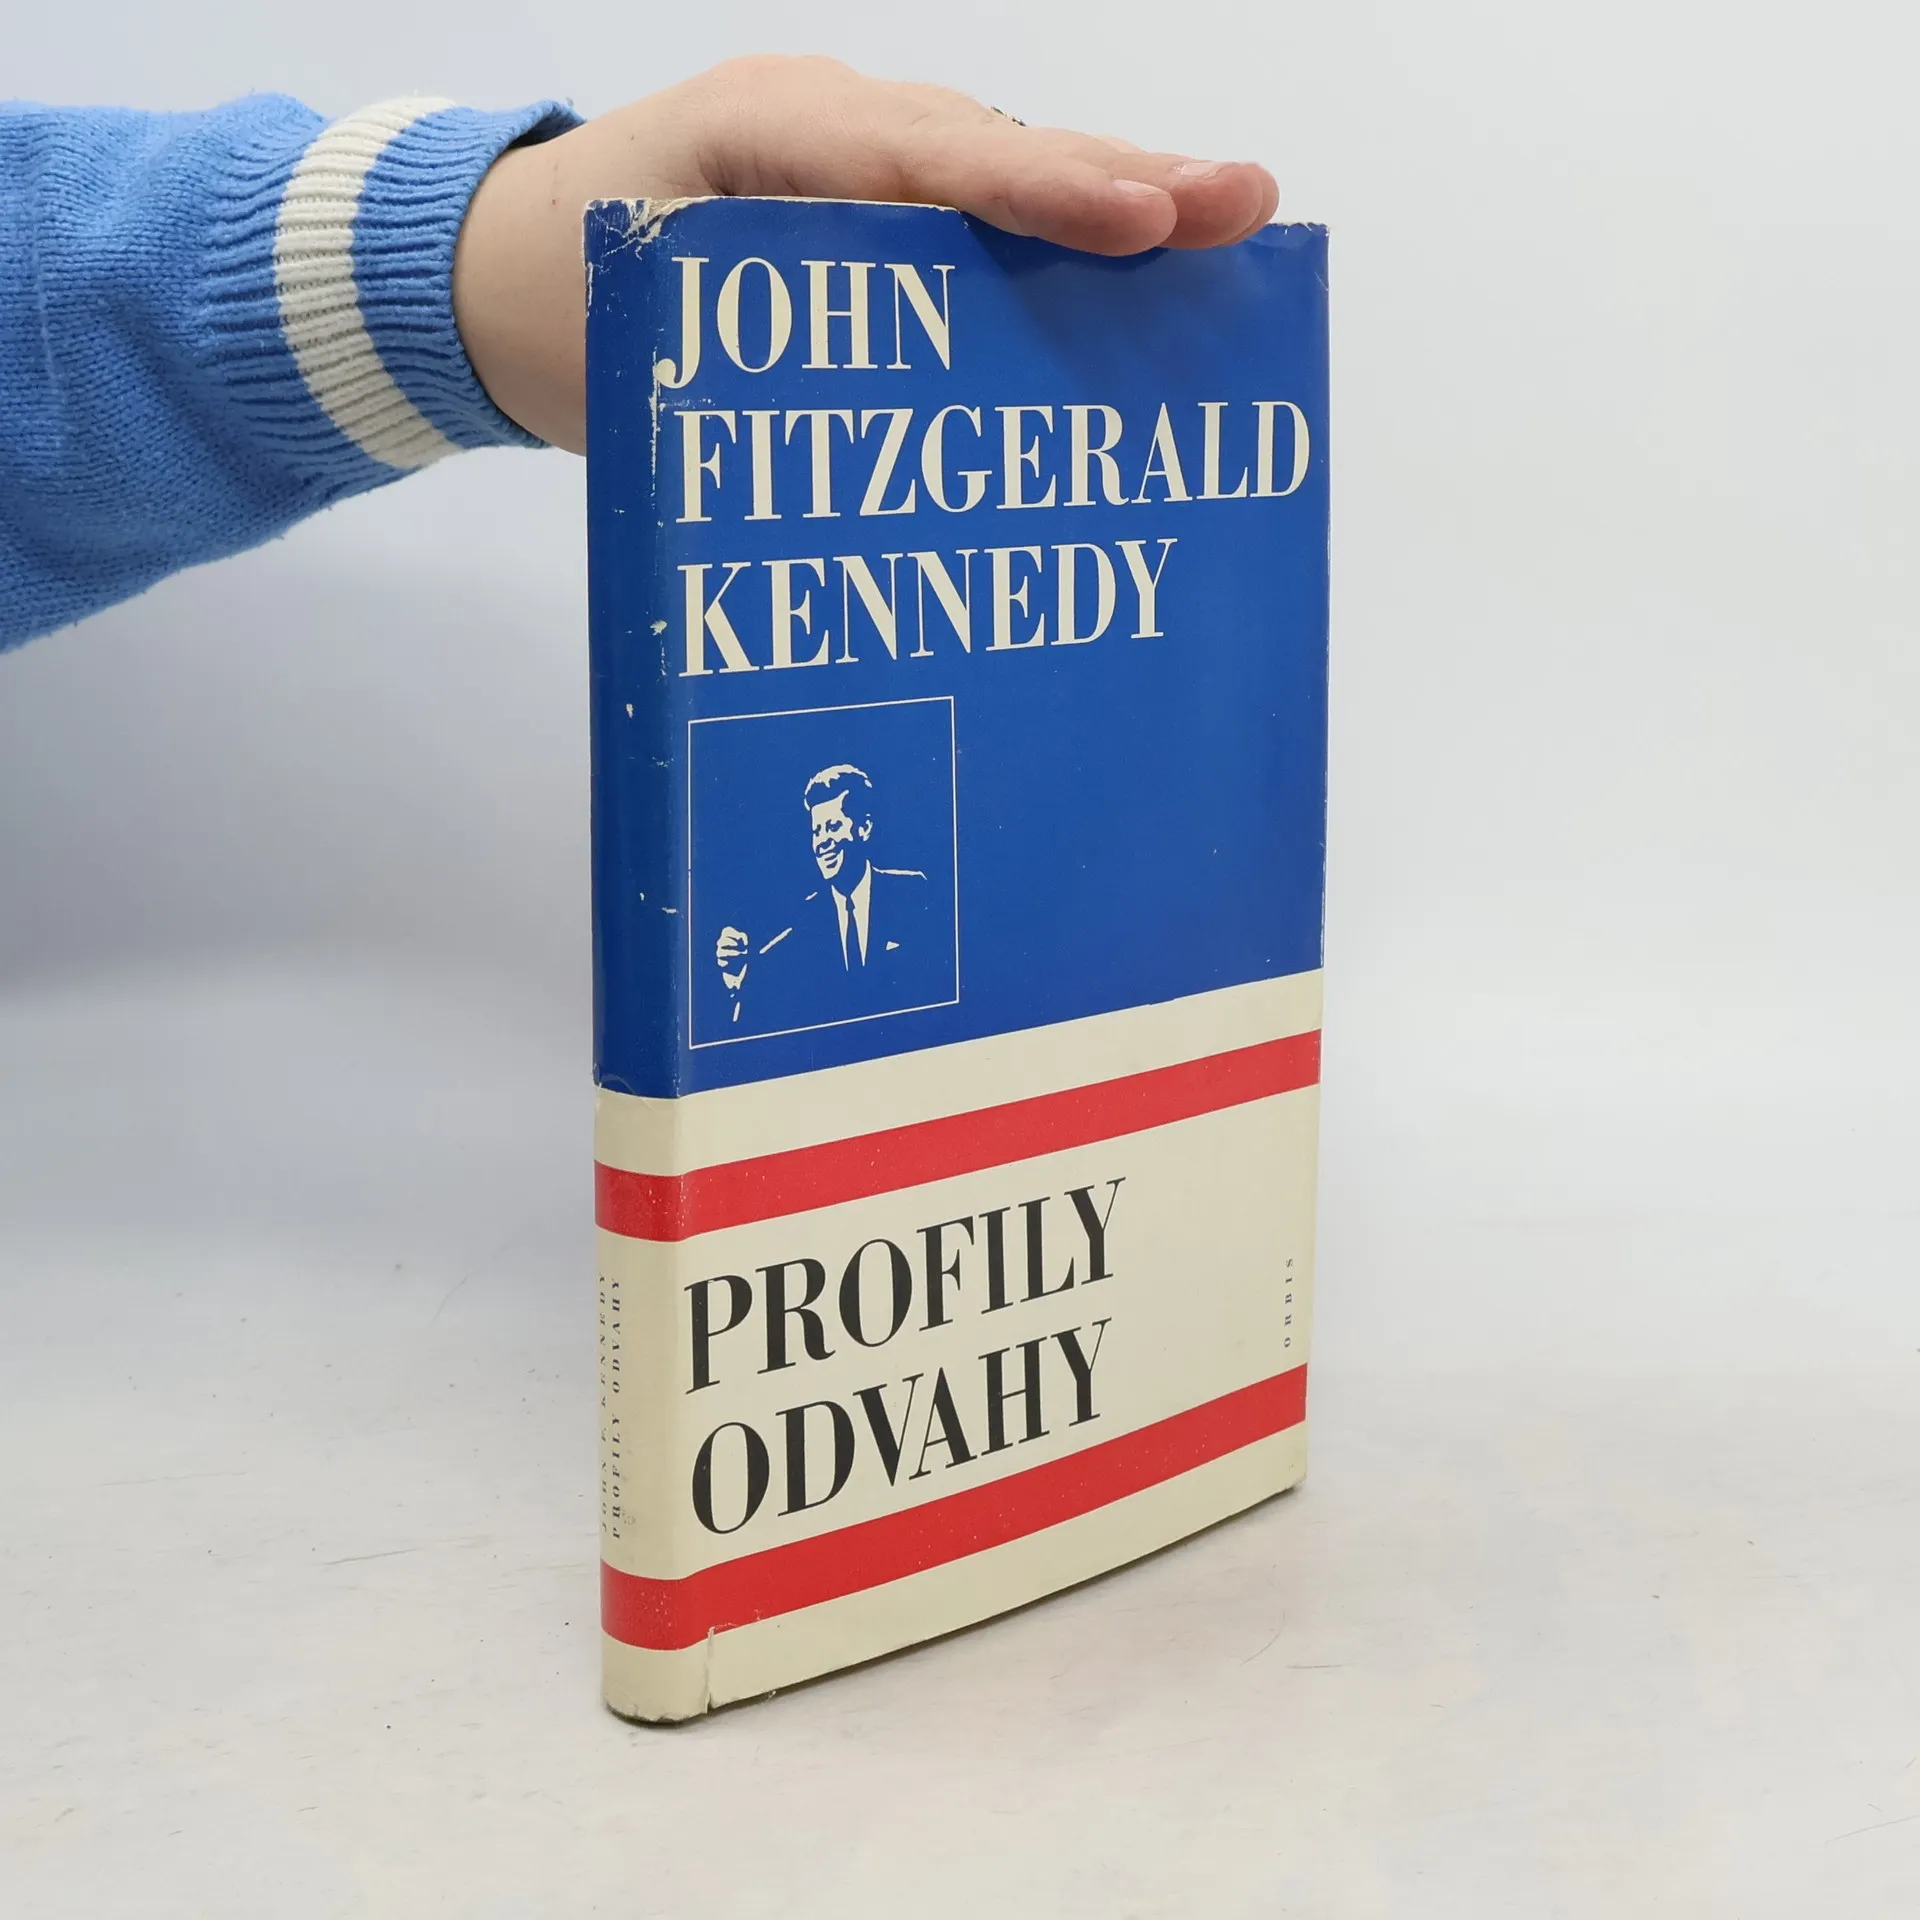 JOHN
FITZGERALD
KENNEDY
PROFILY
ODVAHY
ORBIS
JOHN F. KENNEDY
PROFILY ODVAHY